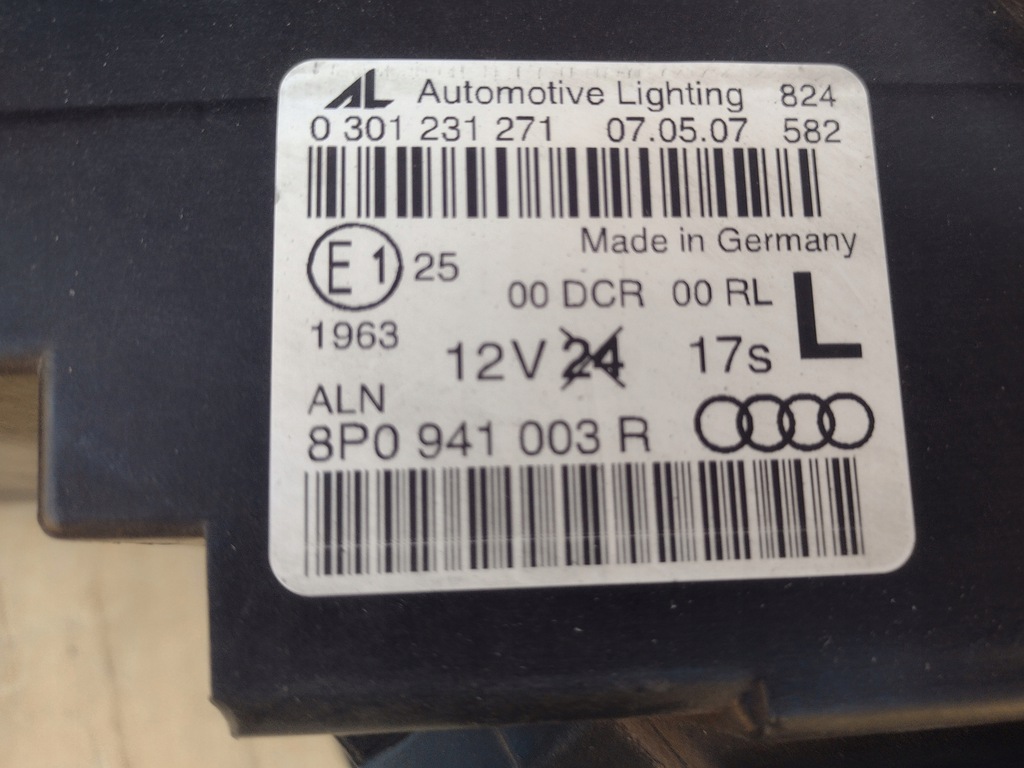 AL Automotive Lighting 824
0 301 231 271 07.05.07 582
Made in Germany
E1 25
00 DCR 00 RL L
1963
12V 24 17s
ALN
8P0 941 003 R